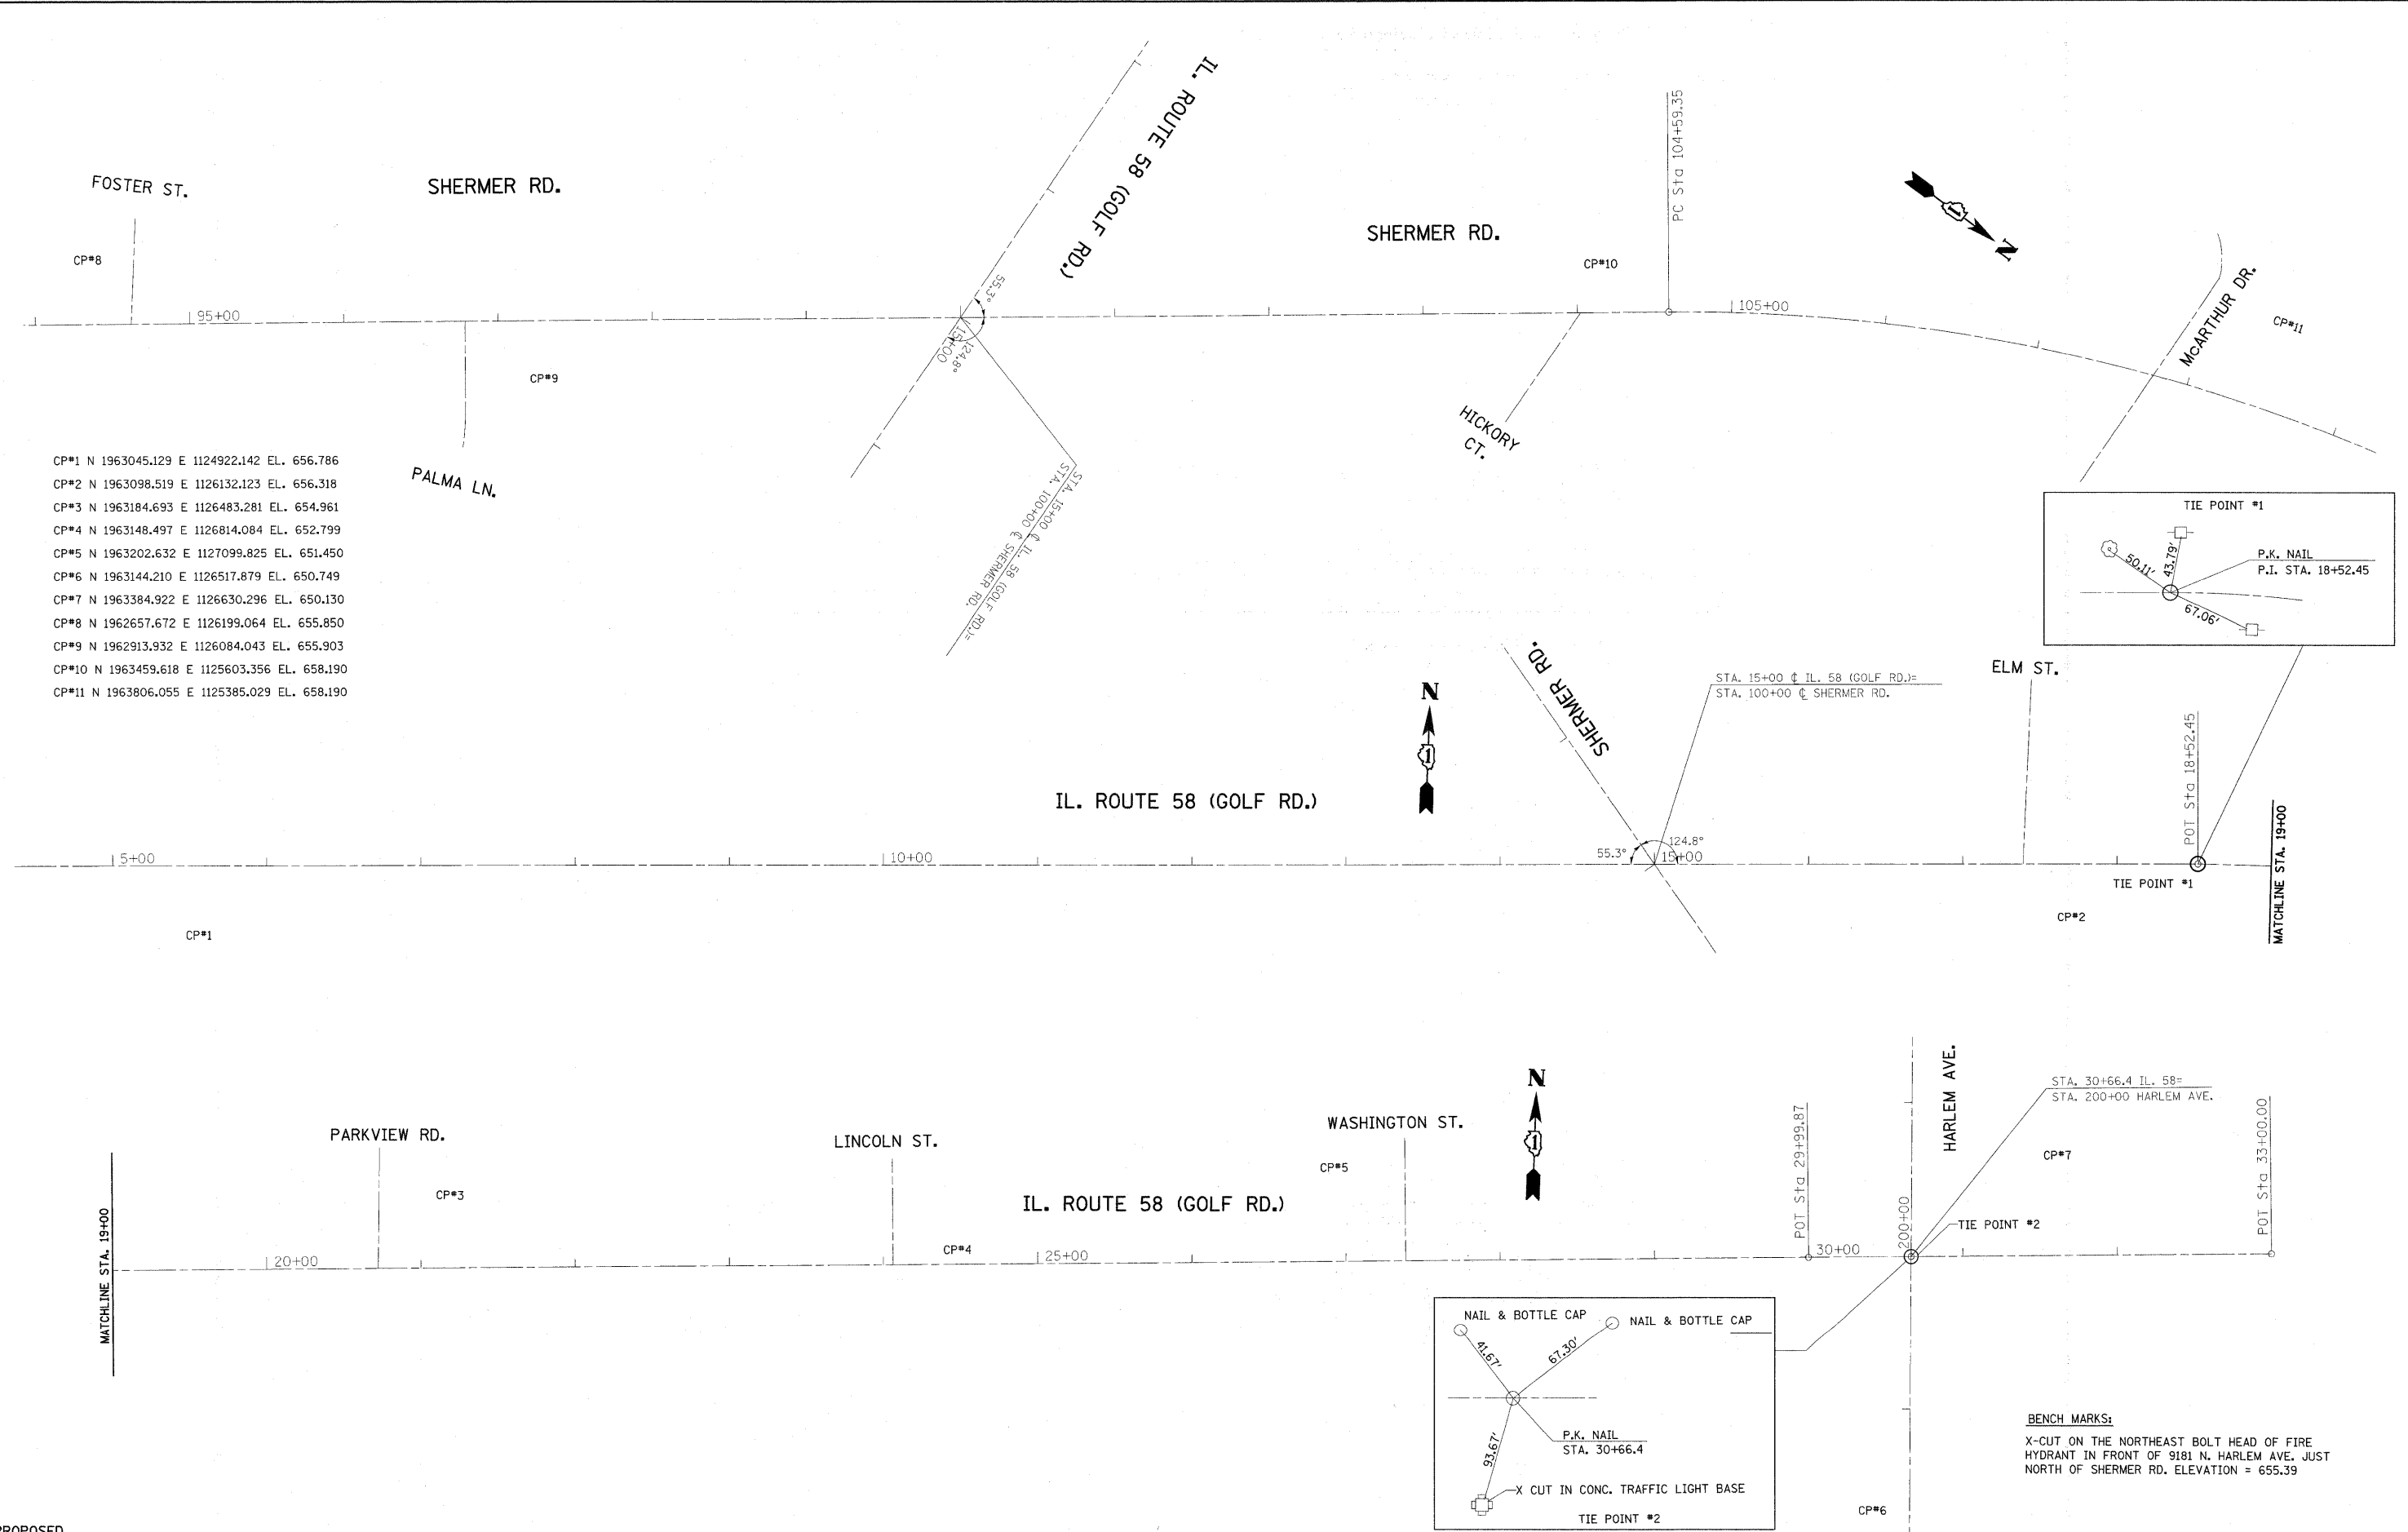 IL. ROUTE 58 (GOLF RD.)
FOSTER ST.
SHERMER RD.
SHERMER RD.
PC Sta 104+59.35
N
CP#8
CP#10
McARTHUR DR.
CP#11
95+00
55.3°
124.8°
15+00
105+00
CP#9
HICKORY
CT.
PALMA LN.
STA. 15+00 ℄ IL. 58 (GOLF RD.)=
STA. 100+00 ℄ SHERMER RD.
CP#1 N 1963045.129 E 1124922.142 EL. 656.786
CP#2 N 1963098.519 E 1126132.123 EL. 656.318
CP#3 N 1963184.693 E 1126483.281 EL. 654.961
CP#4 N 1963148.497 E 1126814.084 EL. 652.799
CP#5 N 1963202.632 E 1127099.825 EL. 651.450
CP#6 N 1963144.210 E 1126517.879 EL. 650.749
CP#7 N 1963384.922 E 1126630.296 EL. 650.130
CP#8 N 1962657.672 E 1126199.064 EL. 655.850
CP#9 N 1962913.932 E 1126084.043 EL. 655.903
CP#10 N 1963459.618 E 1125603.356 EL. 658.190
CP#11 N 1963806.055 E 1125385.029 EL. 658.190
TIE POINT #1
50.11'
43.79'
67.06'
P.K. NAIL
P.I. STA. 18+52.45
SHERMER RD.
STA. 15+00 ℄ IL. 58 (GOLF RD.)=
STA. 100+00 ℄ SHERMER RD.
ELM ST.
N
1
POT Sta 18+52.45
IL. ROUTE 58 (GOLF RD.)
5+00
10+00
55.3°
124.8°
15+00
TIE POINT #1
MATCHLINE STA. 19+00
CP#1
CP#2
N
1
PARKVIEW RD.
LINCOLN ST.
WASHINGTON ST.
HARLEM AVE.
STA. 30+66.4 IL. 58=
STA. 200+00 HARLEM AVE.
POT Sta 29+99.87
POT Sta 33+00.00
CP#3
CP#5
CP#7
IL. ROUTE 58 (GOLF RD.)
CP#4
MATCHLINE STA. 19+00
20+00
25+00
30+00
200+00
TIE POINT #2
NAIL & BOTTLE CAP
NAIL & BOTTLE CAP
41.67'
67.30'
93.67'
P.K. NAIL
STA. 30+66.4
X CUT IN CONC. TRAFFIC LIGHT BASE
TIE POINT #2
BENCH MARKS:
X-CUT ON THE NORTHEAST BOLT HEAD OF FIRE
HYDRANT IN FRONT OF 9181 N. HARLEM AVE. JUST
NORTH OF SHERMER RD. ELEVATION = 655.39
CP#6
PROPOSED